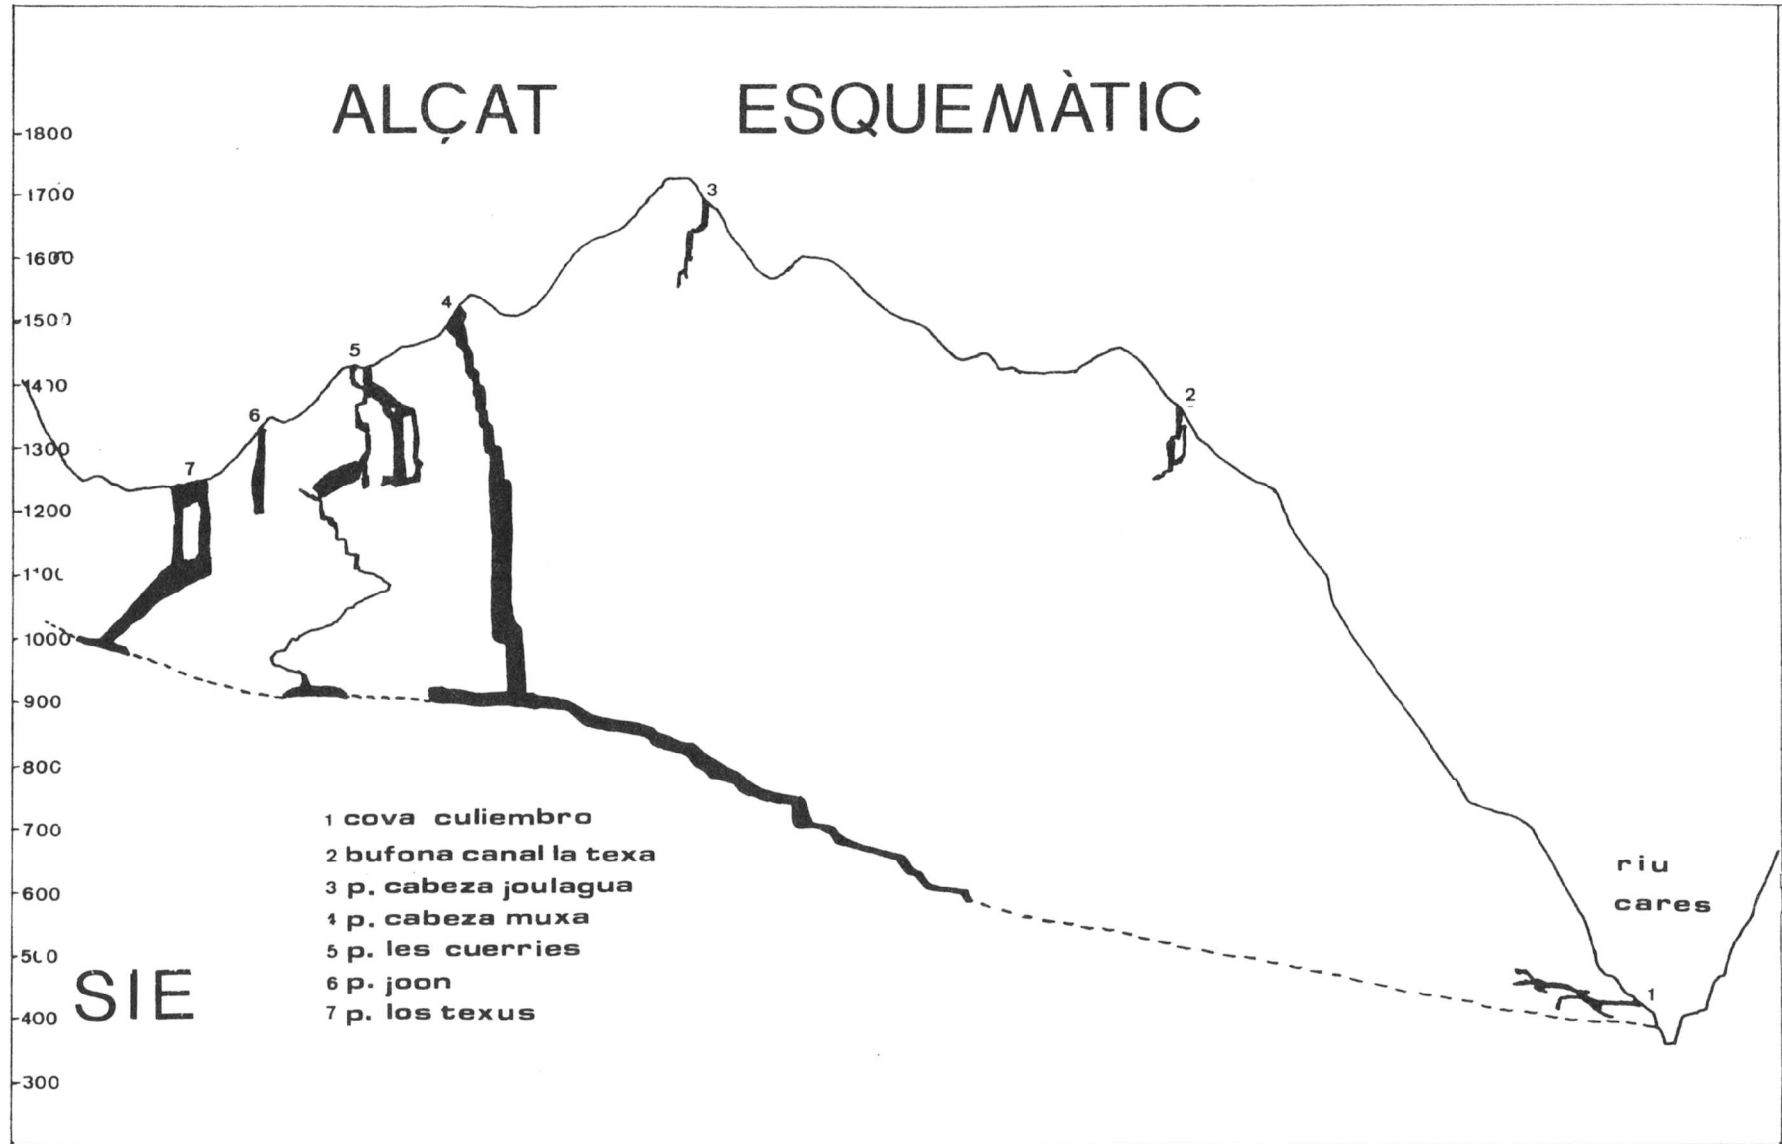 ALÇAT ESQUEMÀTIC
1800
1700
1600
1500
1400
1300
1200
1100
1000
900
800
700
600
500
400
300
3
4
5
2
6
7
1 cova culiembro
2 bufona canal la texa
3 p. cabeza joulagua
4 p. cabeza muxa
5 p. les cuerries
6 p. joon
7 p. los texus
riu
cares
1
SIE